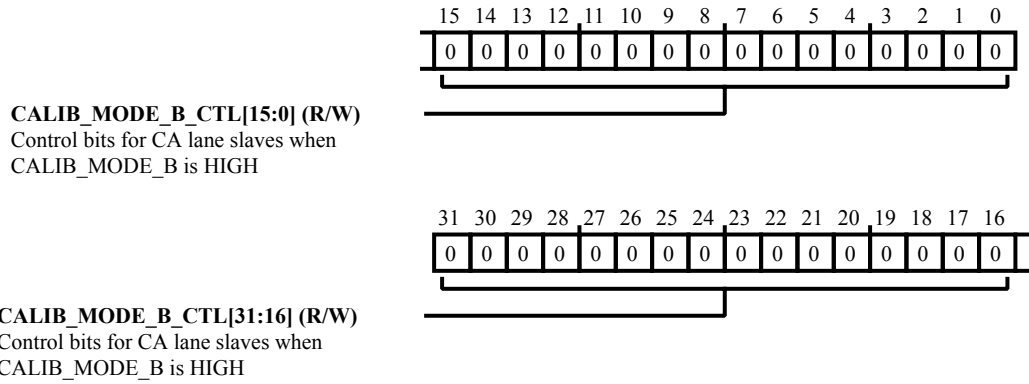 15 14 13 12 11 10 9 8 7 6 5 4 3 2 1 0
0 0 0 0 0 0 0 0 0 0 0 0 0 0 0 0
CALIB_MODE_B_CTL[15:0] (R/W)
Control bits for CA lane slaves when
CALIB_MODE_B is HIGH
31 30 29 28 27 26 25 24 23 22 21 20 19 18 17 16
0 0 0 0 0 0 0 0 0 0 0 0 0 0 0 0
CALIB_MODE_B_CTL[31:16] (R/W)
Control bits for CA lane slaves when
CALIB_MODE_B is HIGH